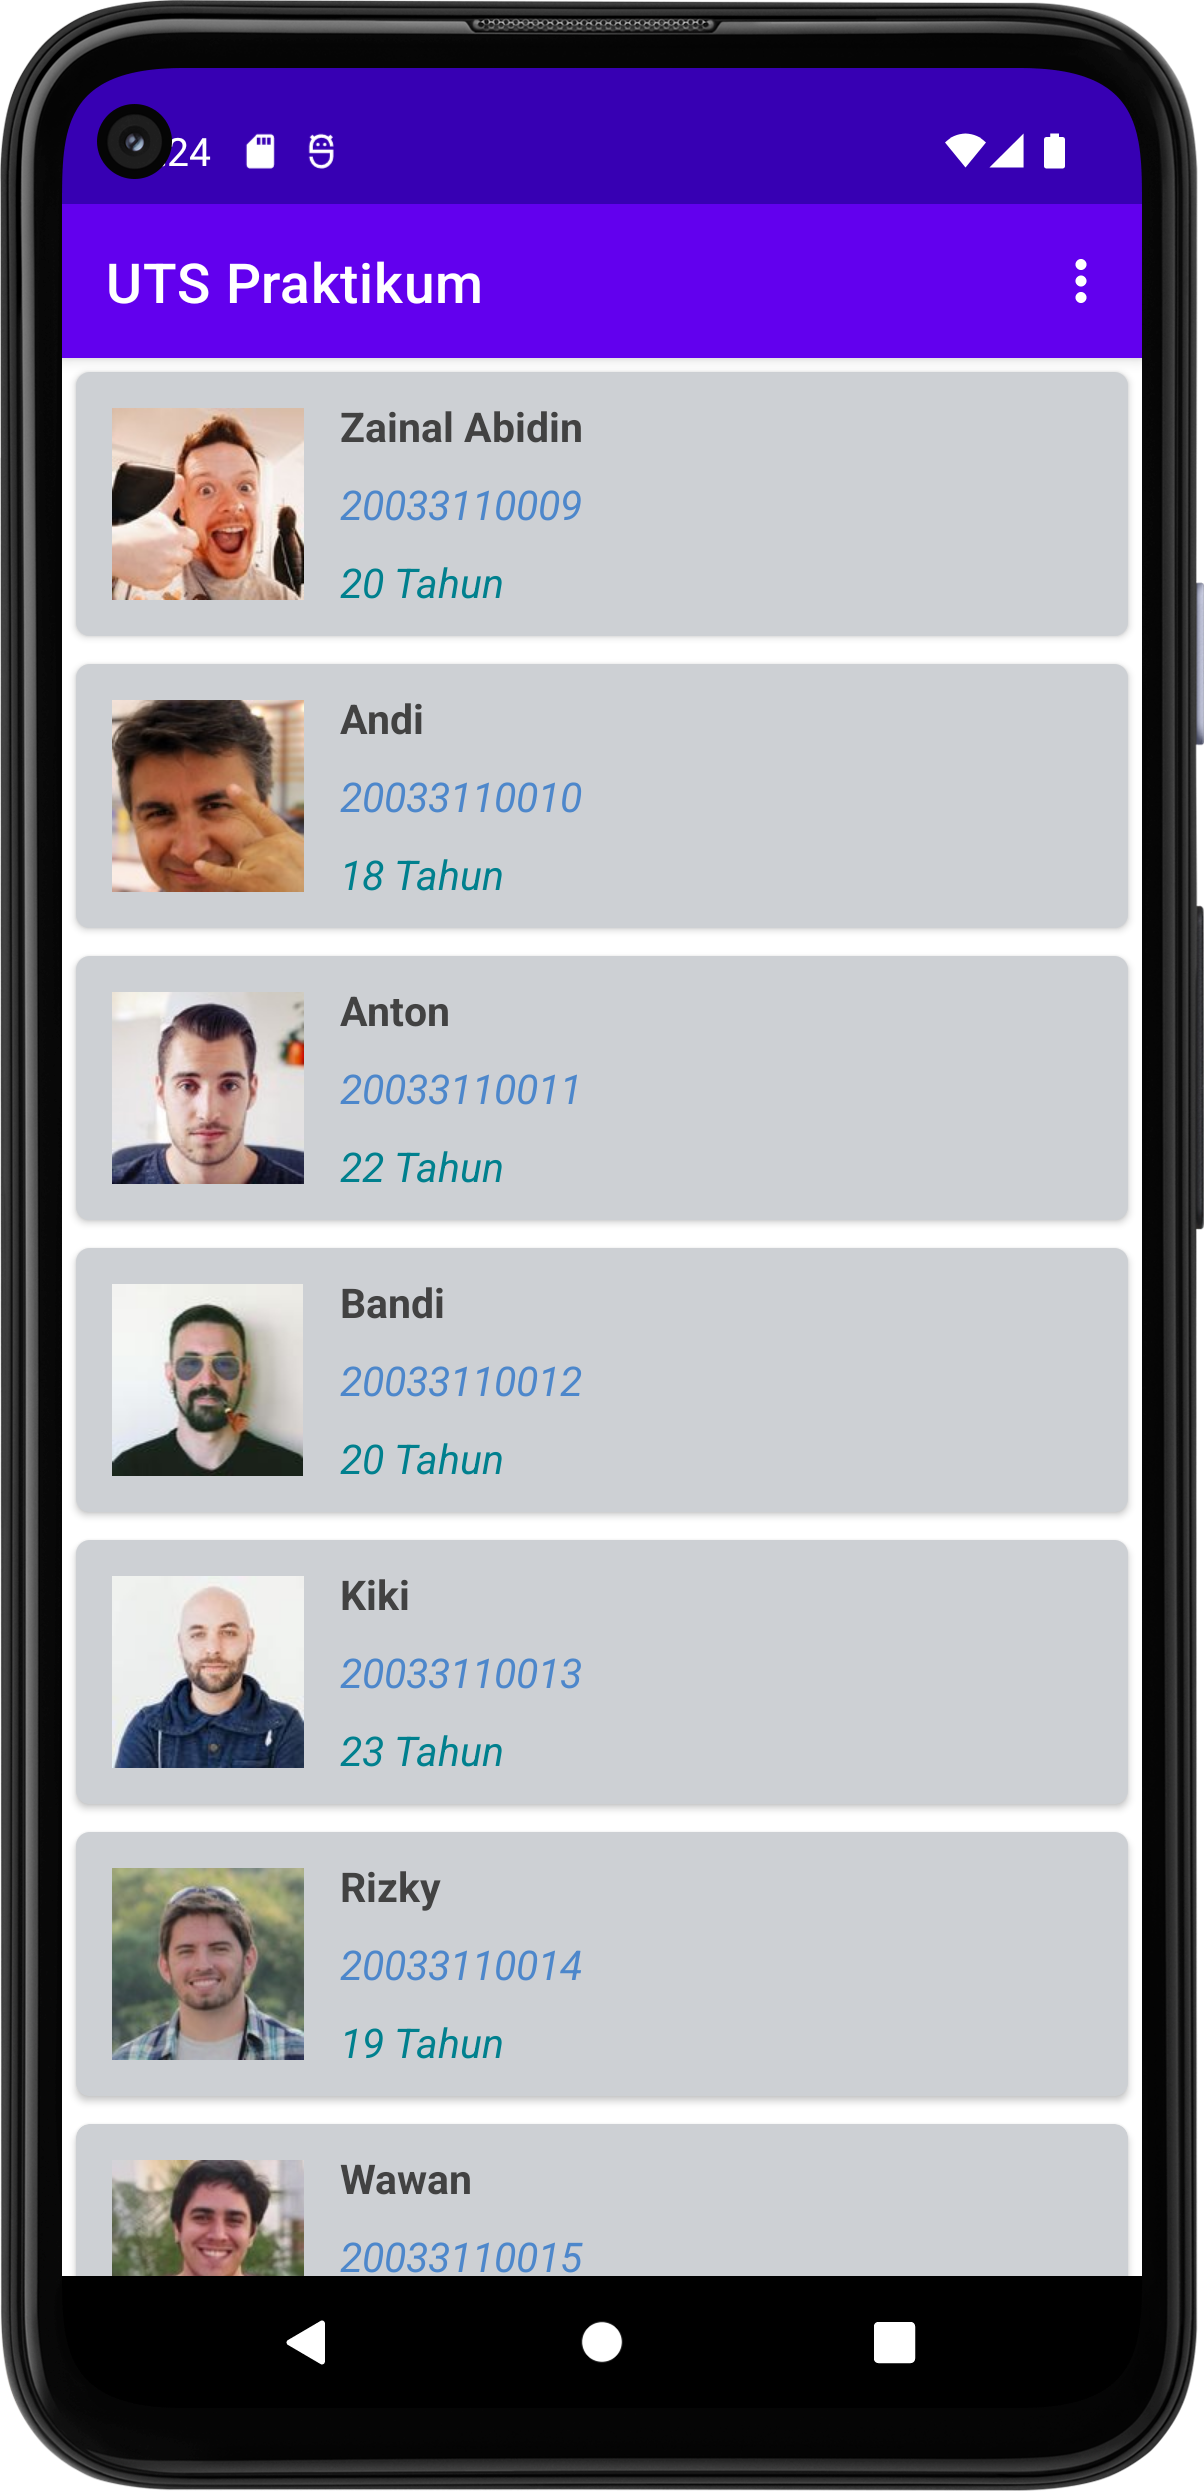 24
UTS Praktikum
Zainal Abidin
20033110009
20 Tahun
Andi
20033110010
18 Tahun
Anton
20033110011
22 Tahun
Bandi
20033110012
20 Tahun
Kiki
20033110013
23 Tahun
Rizky
20033110014
19 Tahun
Wawan
20033110015